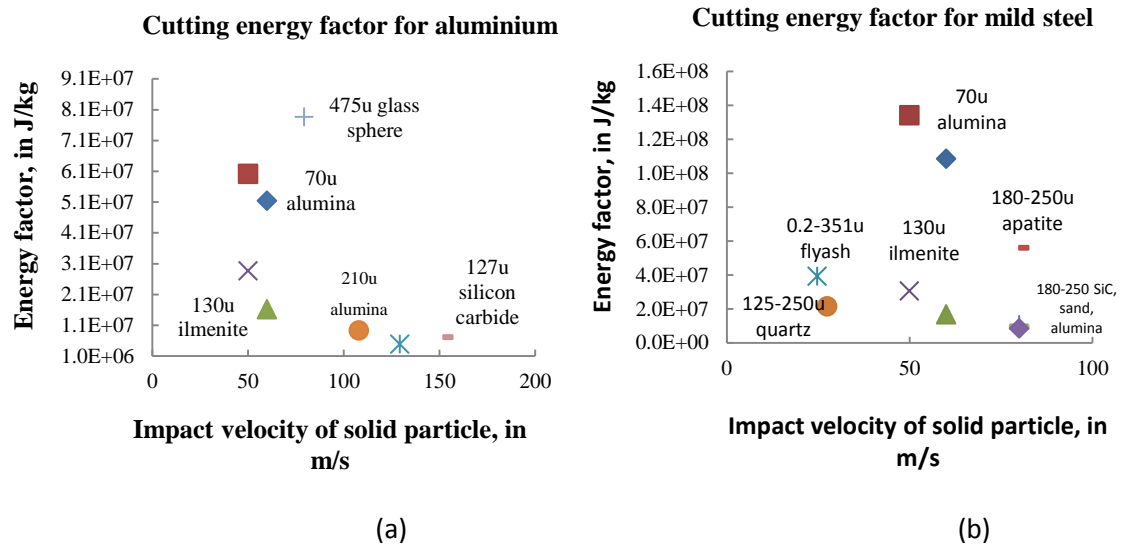 Cutting energy factor for aluminium
Energy factor, in J/kg
9.1E+07
8.1E+07
7.1E+07
6.1E+07
5.1E+07
4.1E+07
3.1E+07
2.1E+07
1.1E+07
1.0E+06
475u glass
sphere
70u
alumina
130u
ilmenite
210u
alumina
127u
silicon
carbide
0
50
100
150
200
Impact velocity of solid particle, in
m/s
(a)
Cutting energy factor for mild steel
Energy factor, in J/kg
1.6E+08
1.4E+08
1.2E+08
1.0E+08
8.0E+07
6.0E+07
4.0E+07
2.0E+07
0.0E+00
70u
alumina
180-250u
apatite
0.2-351u
flyash
130u
ilmenite
125-250u
quartz
180-250 SiC,
sand,
alumina
0
50
100
Impact velocity of solid particle, in
m/s
(b)